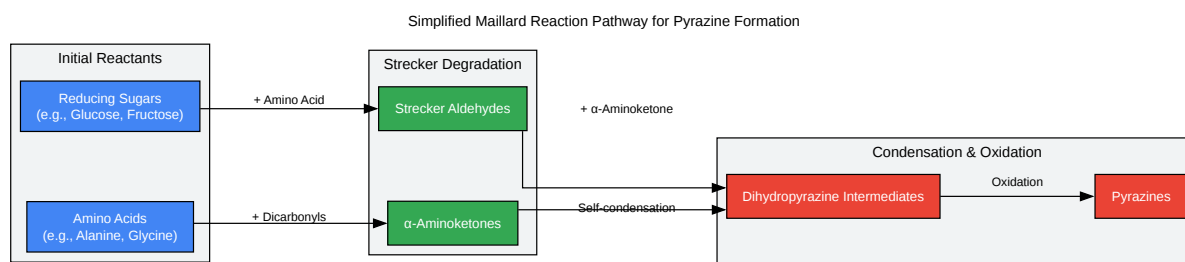 Simplified Maillard Reaction Pathway for Pyrazine Formation
Initial Reactants
Reducing Sugars
(e.g., Glucose, Fructose)
+ Amino Acid
Amino Acids
(e.g., Alanine, Glycine)
+ Dicarbonyls
Strecker Degradation
Strecker Aldehydes
+ α-Aminoketone
α-Aminoketones
Self-condensation
Condensation & Oxidation
Dihydropyrazine Intermediates
Oxidation
Pyrazines